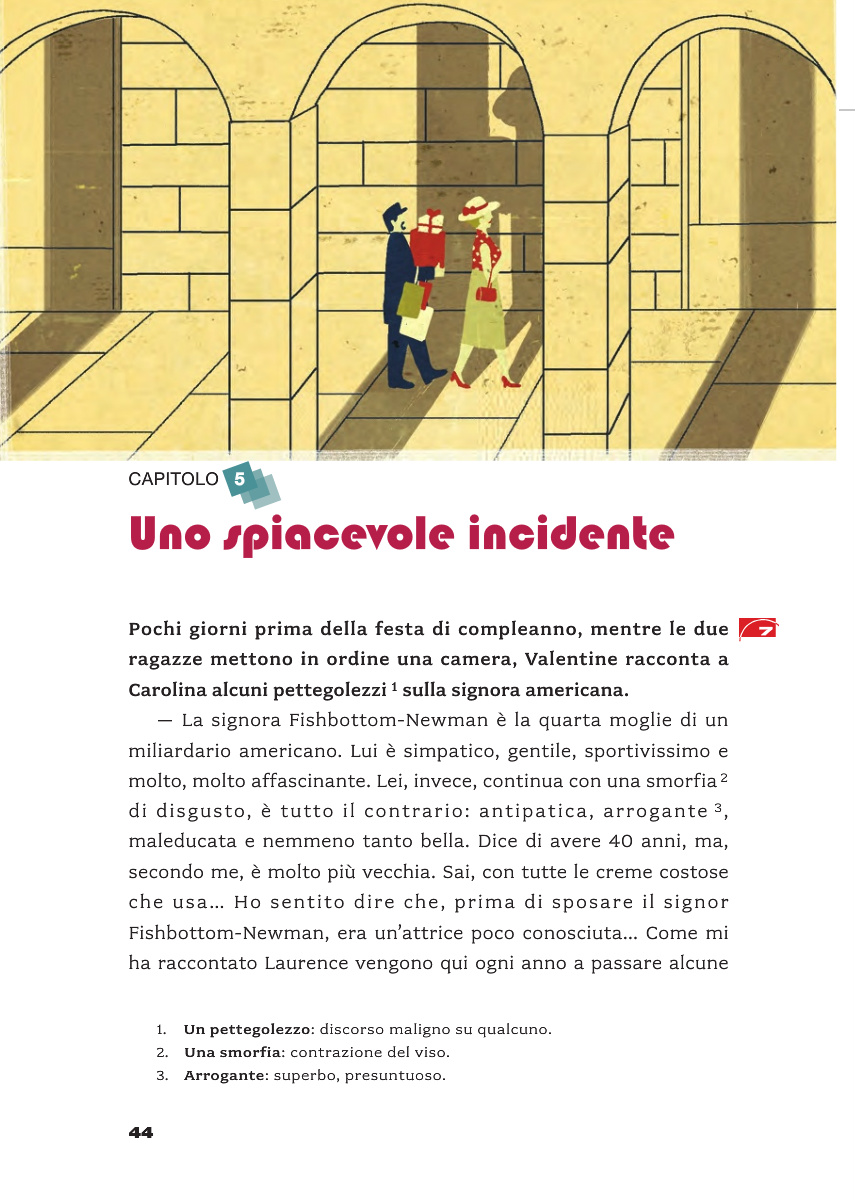 CAPITOLO 5
Uno spiacevole incidente
Pochi giorni prima della festa di compleanno, mentre le due
7
ragazze mettono in ordine una camera, Valentine racconta a
Carolina alcuni pettegolezzi ¹ sulla signora americana.
— La signora Fishbottom-Newman è la quarta moglie di un
miliardario americano. Lui è simpatico, gentile, sportivissimo e
molto, molto affascinante. Lei, invece, continua con una smorfia ²
di disgusto, è tutto il contrario: antipatica, arrogante ³,
maleducata e nemmeno tanto bella. Dice di avere 40 anni, ma,
secondo me, è molto più vecchia. Sai, con tutte le creme costose
che usa... Ho sentito dire che, prima di sposare il signor
Fishbottom-Newman, era un'attrice poco conosciuta... Come mi
ha raccontato Laurence vengono qui ogni anno a passare alcune
1. Un pettegolezzo: discorso maligno su qualcuno.
2. Una smorfia: contrazione del viso.
3. Arrogante: superbo, presuntuoso.
44